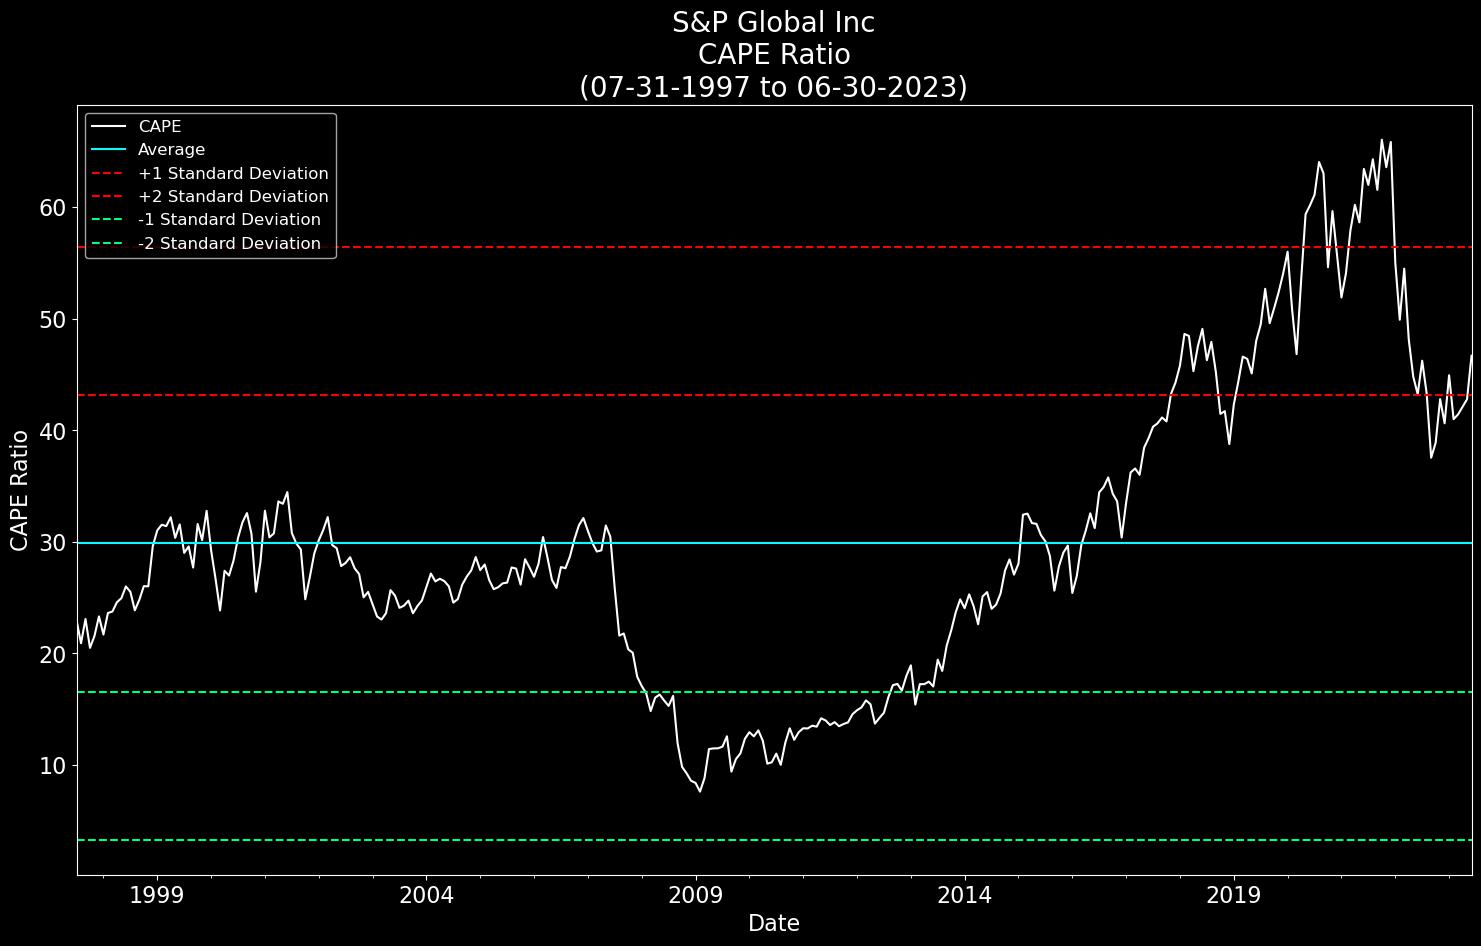 S&P Global Inc
CAPE Ratio
(07-31-1997 to 06-30-2023)
CAPE
Average
+1 Standard Deviation
+2 Standard Deviation
-1 Standard Deviation
-2 Standard Deviation
60
50
40
30
20
10
CAPE Ratio
1999
2004
2009
2014
2019
Date